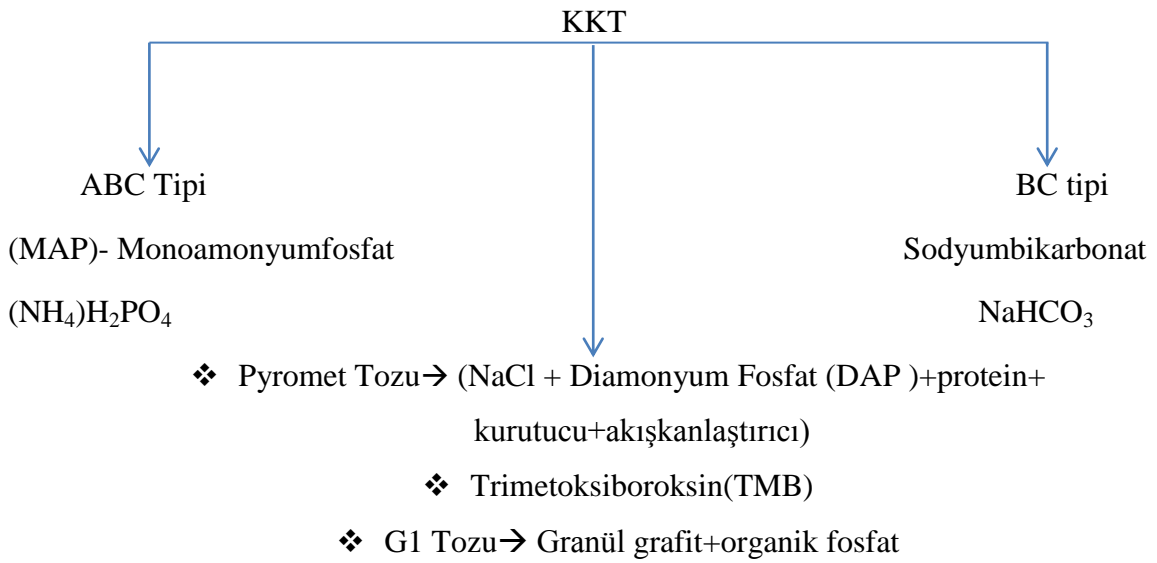 KKT
ABC Tipi
(MAP)- Monoamonyumfosfat
(NH₄)H₂PO₄
BC tipi
Sodyumbikarbonat
NaHCO₃
❖ Pyromet Tozu→ (NaCl + Diamonyum Fosfat (DAP )+protein+
kurutucu+akışkanlaştırıcı)
❖ Trimetoksiboroksin(TMB)
❖ G1 Tozu→ Granül grafit+organik fosfat